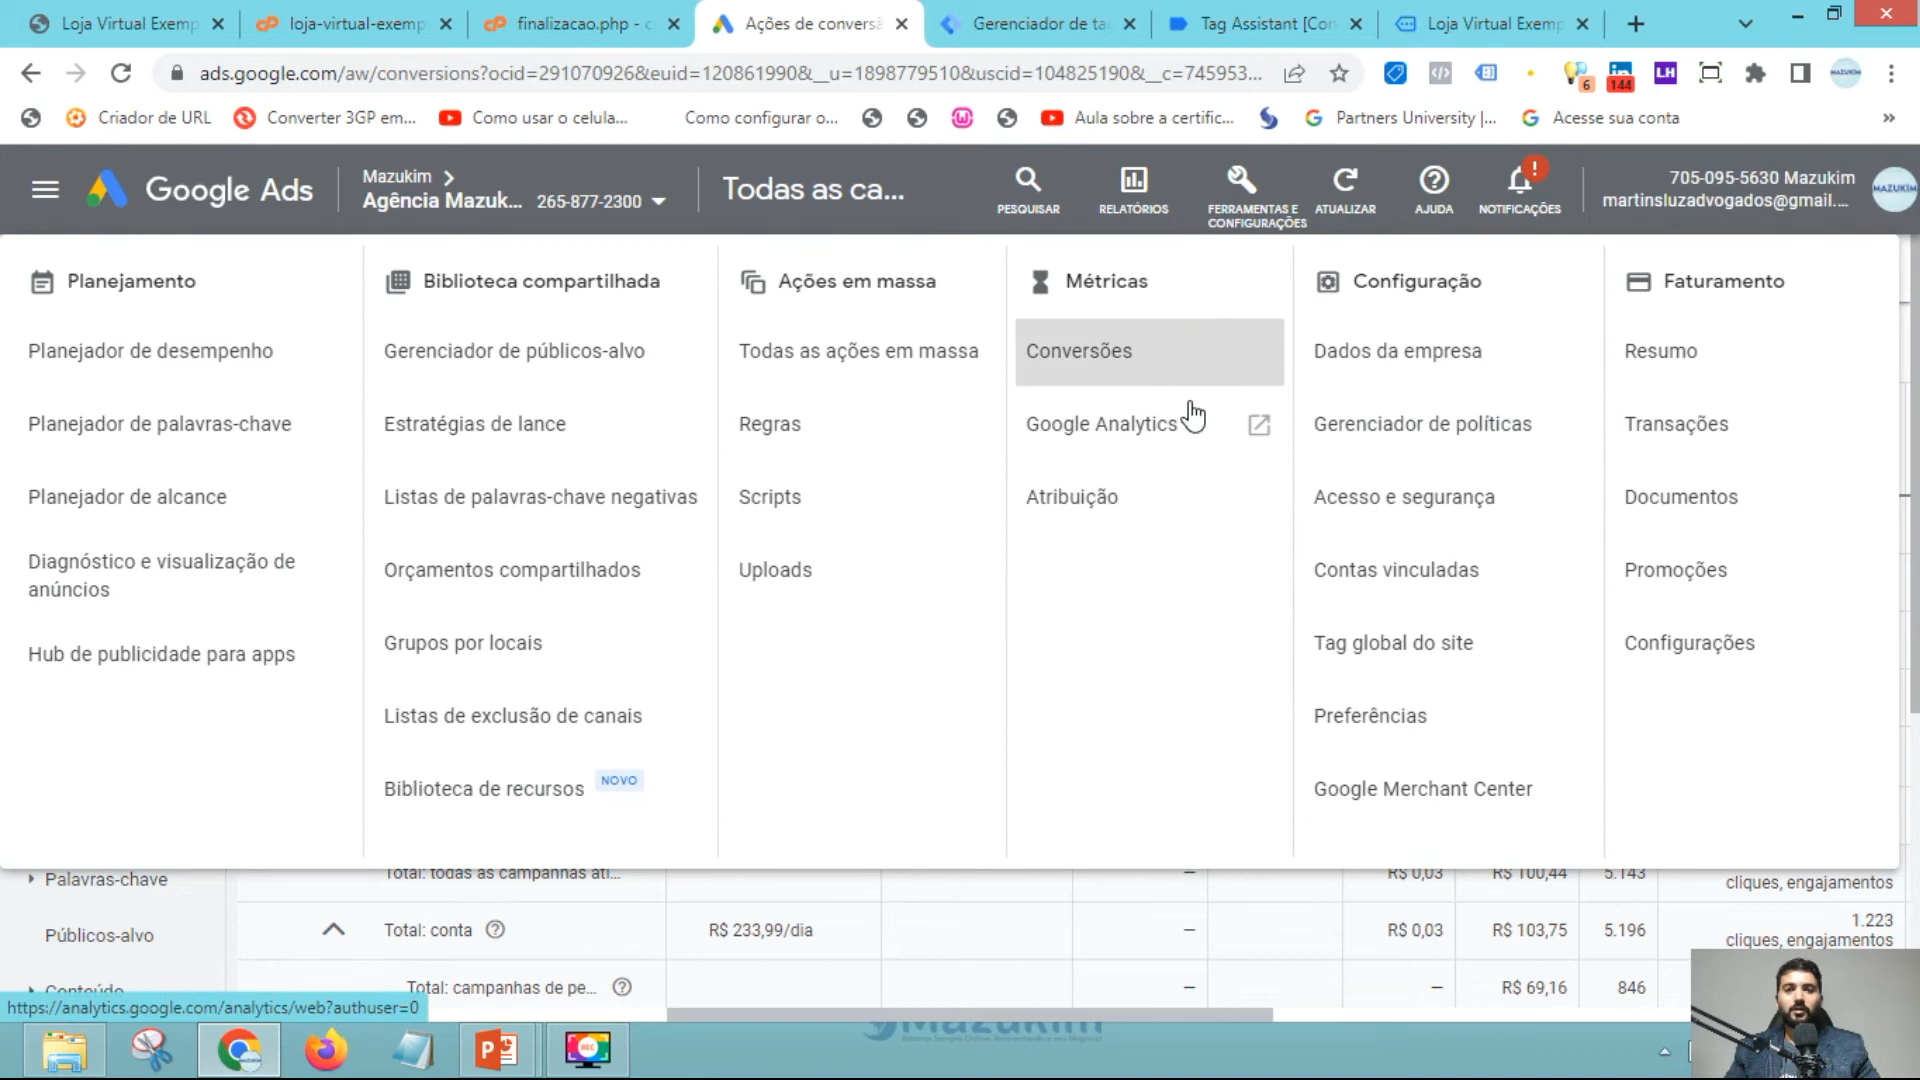 Loja Virtual Exemp
loja-virtual-exemp
finalizacao.php - c
Ações de conversã
Gerenciador de ta
Tag Assistant [Con
Loja Virtual Exemp
ads.google.com/aw/conversions?ocid=291070926&euid=120861990&__u=1898779510&uscid=104825190&__c=745953...
6
144
LH
MAZUKIM
Criador de URL
Converter 3GP em...
Como usar o celula...
Como configurar o...
Aula sobre a certific...
Partners University |...
Acesse sua conta
»
Google Ads
Mazukim
Agência Mazuk...
265-877-2300
Todas as ca...
PESQUISAR
RELATÓRIOS
FERRAMENTAS E
CONFIGURAÇÕES
ATUALIZAR
AJUDA
!
NOTIFICAÇÕES
705-095-5630 Mazukim
martinsluzadvogados@gmail....
MAZUKIM
Planejamento
Planejador de desempenho
Planejador de palavras-chave
Planejador de alcance
Diagnóstico e visualização de
anúncios
Hub de publicidade para apps
Biblioteca compartilhada
Gerenciador de públicos-alvo
Estratégias de lance
Listas de palavras-chave negativas
Orçamentos compartilhados
Grupos por locais
Listas de exclusão de canais
Biblioteca de recursos NOVO
Ações em massa
Todas as ações em massa
Regras
Scripts
Uploads
Métricas
Conversões
Google Analytics
Atribuição
Configuração
Dados da empresa
Gerenciador de políticas
Acesso e segurança
Contas vinculadas
Tag global do site
Preferências
Google Merchant Center
Faturamento
Resumo
Transações
Documentos
Promoções
Configurações
Palavras-chave
Públicos-alvo
Conteúdo
Total: todas as campanhas ati...
–
R$ 0,03
R$ 100,44
5.143
cliques, engajamentos
Total: conta
R$ 233,99/dia
–
R$ 0,03
R$ 103,75
5.196
1.223
cliques, engajamentos
Total: campanhas de pe...
–
–
R$ 69,16
846
https://analytics.google.com/analytics/web?authuser=0
Mazukim